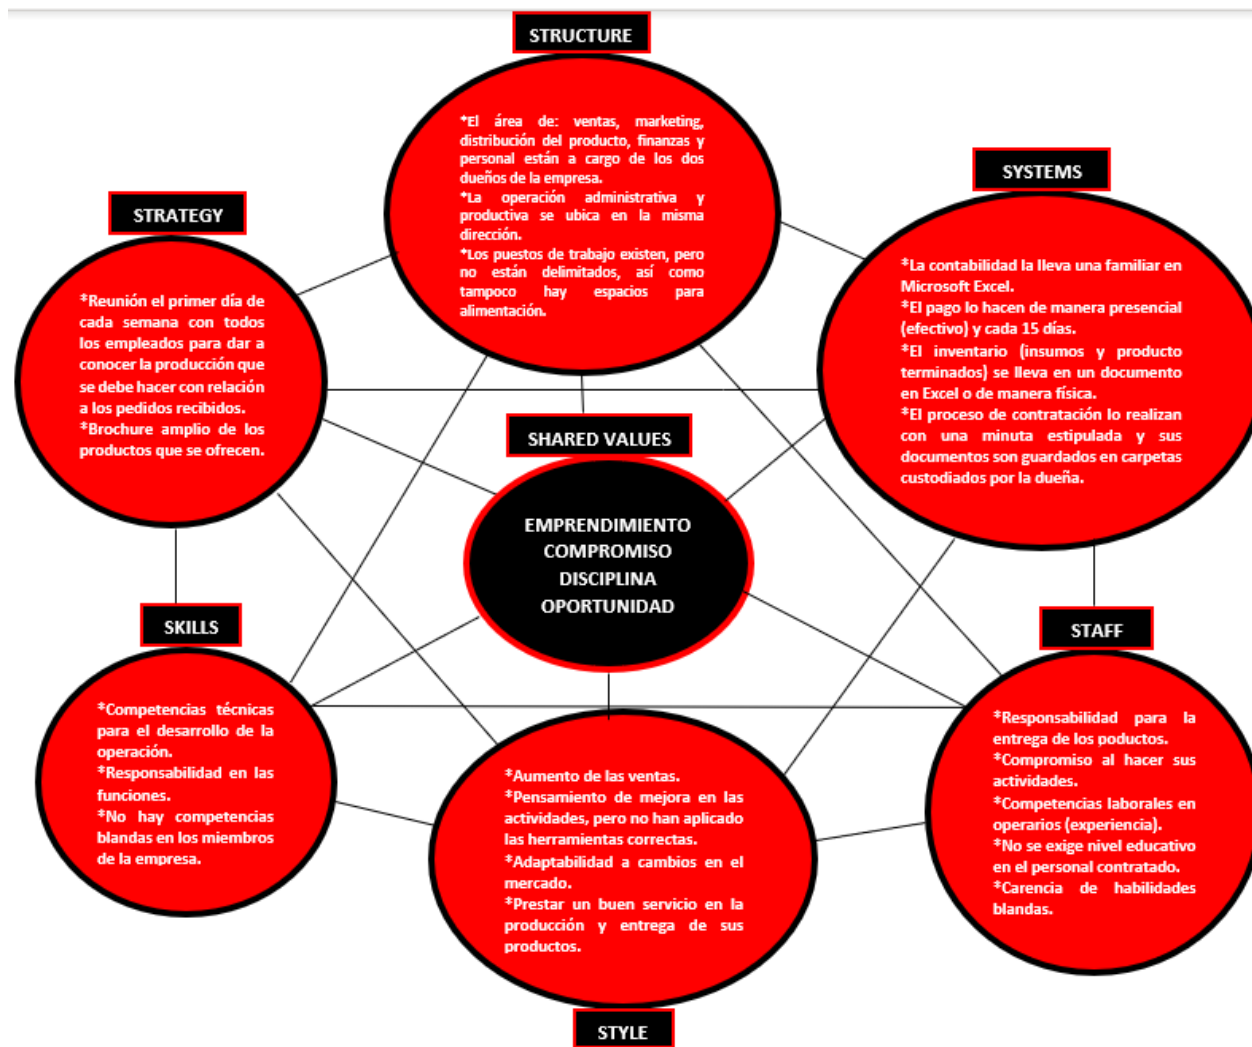 STRUCTURE
*El área de: ventas, marketing,
distribución del producto, finanzas y
personal están a cargo de los dos
dueños de la empresa.
*La operación administrativa y
productiva se ubica en la misma
dirección.
*Los puestos de trabajo existen, pero
no están delimitados, así como
tampoco hay espacios para
alimentación.
SYSTEMS
*La contabilidad la lleva una familiar en
Microsoft Excel.
*El pago lo hacen de manera presencial
(efectivo) y cada 15 días.
*El inventario (insumos y producto
terminados) se lleva en un documento
en Excel o de manera física.
*El proceso de contratación lo realizan
con una minuta estipulada y sus
documentos son guardados en carpetas
custodiados por la dueña.
STRATEGY
*Reunión el primer día de
cada semana con todos
los empleados para dar a
conocer la producción que
se debe hacer con relación
a los pedidos recibidos.
*Brochure amplio de los
productos que se ofrecen.
SHARED VALUES
EMPRENDIMIENTO
COMPROMISO
DISCIPLINA
OPORTUNIDAD
SKILLS
*Competencias técnicas
para el desarrollo de la
operación.
*Responsabilidad en las
funciones.
*No hay competencias
blandas en los miembros
de la empresa.
STAFF
*Responsabilidad para la
entrega de los poductos.
*Compromiso al hacer sus
actividades.
*Competencias laborales en
operarios (experiencia).
*No se exige nivel educativo
en el personal contratado.
*Carencia de habilidades
blandas.
*Aumento de las ventas.
*Pensamiento de mejora en las
actividades, pero no han aplicado
las herramientas correctas.
*Adaptabilidad a cambios en el
mercado.
*Prestar un buen servicio en la
producción y entrega de sus
productos.
STYLE